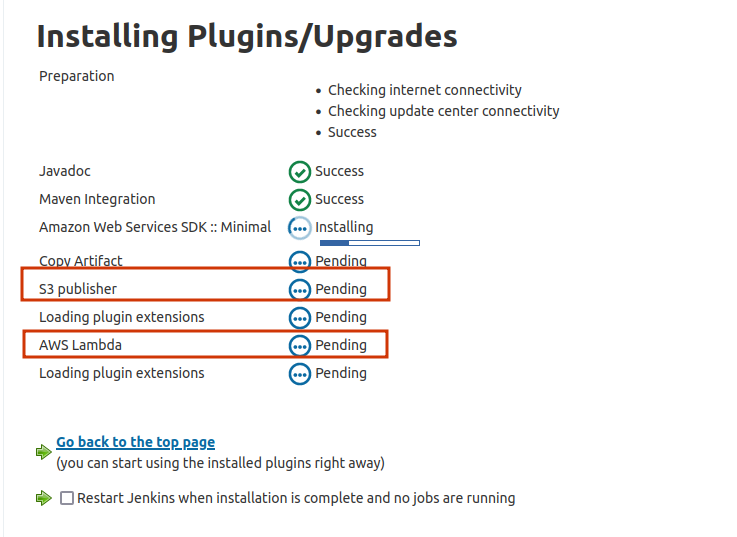 Installing Plugins/Upgrades
Preparation
Checking internet connectivity
Checking update center connectivity
Success
Javadoc Success
Maven Integration Success
Amazon Web Services SDK :: Minimal Installing
Copy Artifact Pending
S3 publisher Pending
Loading plugin extensions Pending
AWS Lambda Pending
Loading plugin extensions Pending
Go back to the top page
(you can start using the installed plugins right away)
Restart Jenkins when installation is complete and no jobs are running